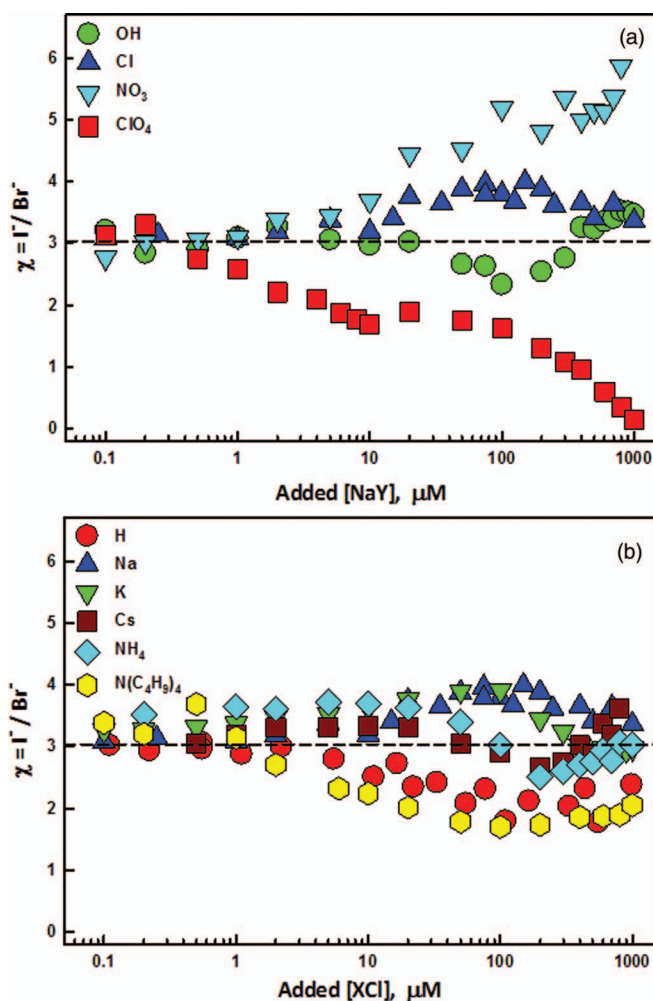 (a)
OH
Cl
NO₃
ClO₄
6
5
4
3
2
1
0
χ = I⁻/ Br⁻
0.1 1 10 100 1000
Added [NaY], μM
(b)
H
Na
K
Cs
NH₄
N(C₄H₉)₄
6
5
4
3
2
1
0
χ = I⁻/ Br⁻
0.1 1 10 100 1000
Added [XCl], μM